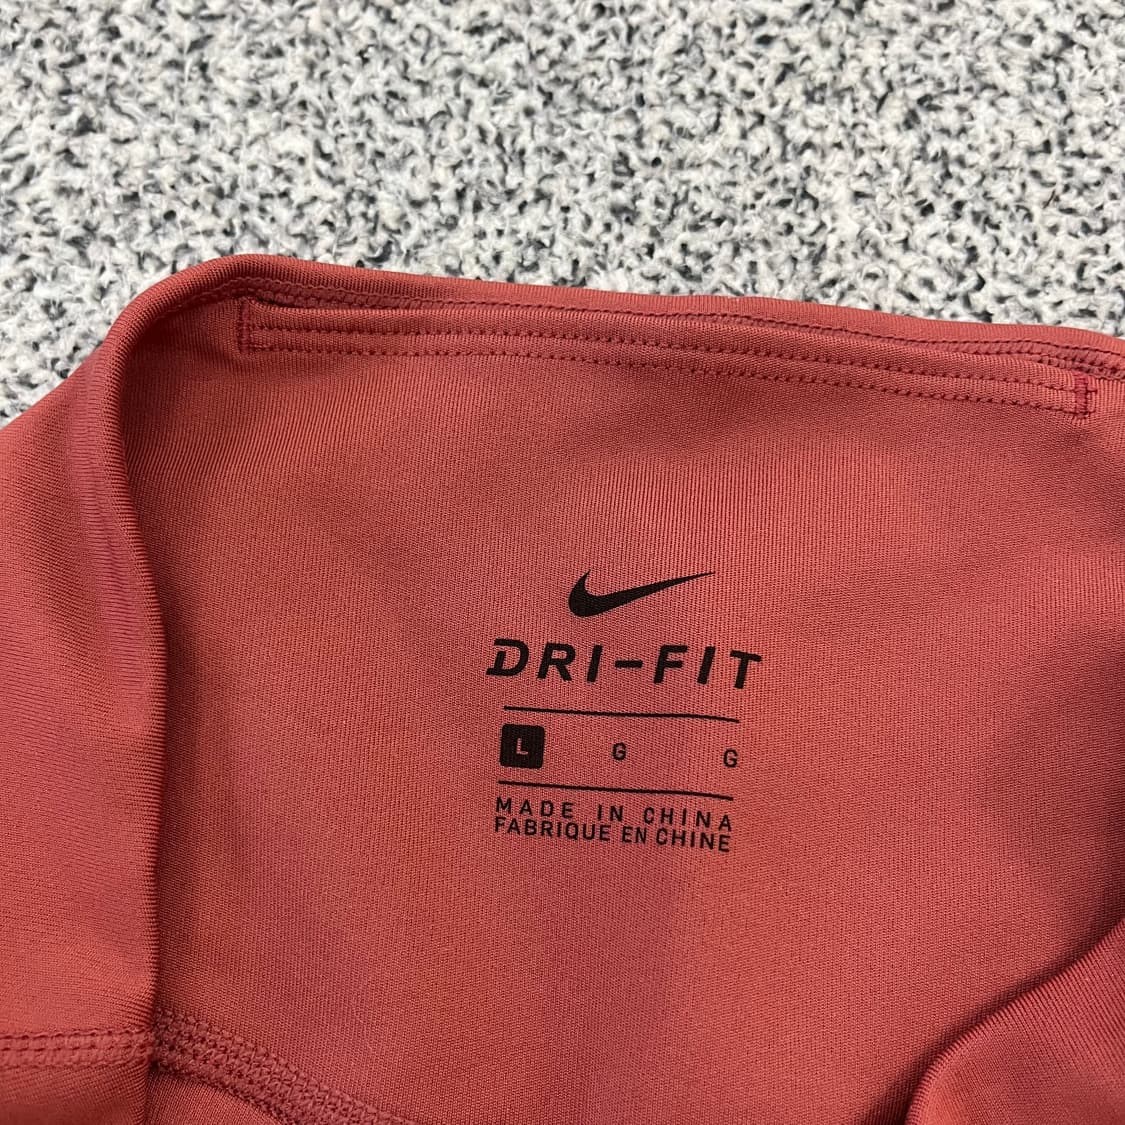 DRI-FIT
L G G
MADE IN CHINA
FABRIQUE EN CHINE